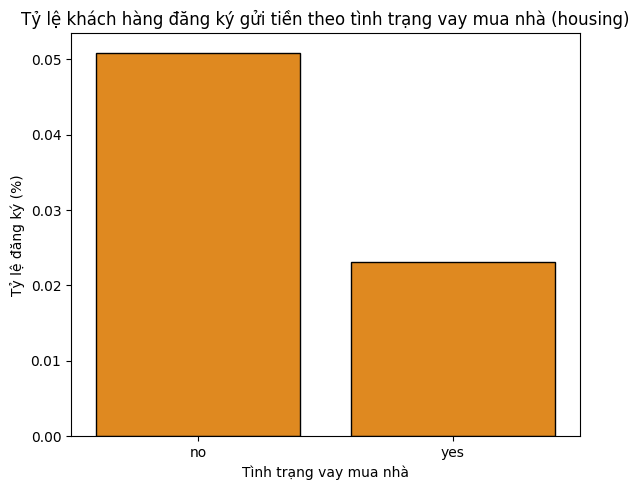 Tỷ lệ khách hàng đăng ký gửi tiền theo tình trạng vay mua nhà (housing)
Tỷ lệ đăng ký (%)
0.05
0.04
0.03
0.02
0.01
0.00
no
yes
Tình trạng vay mua nhà